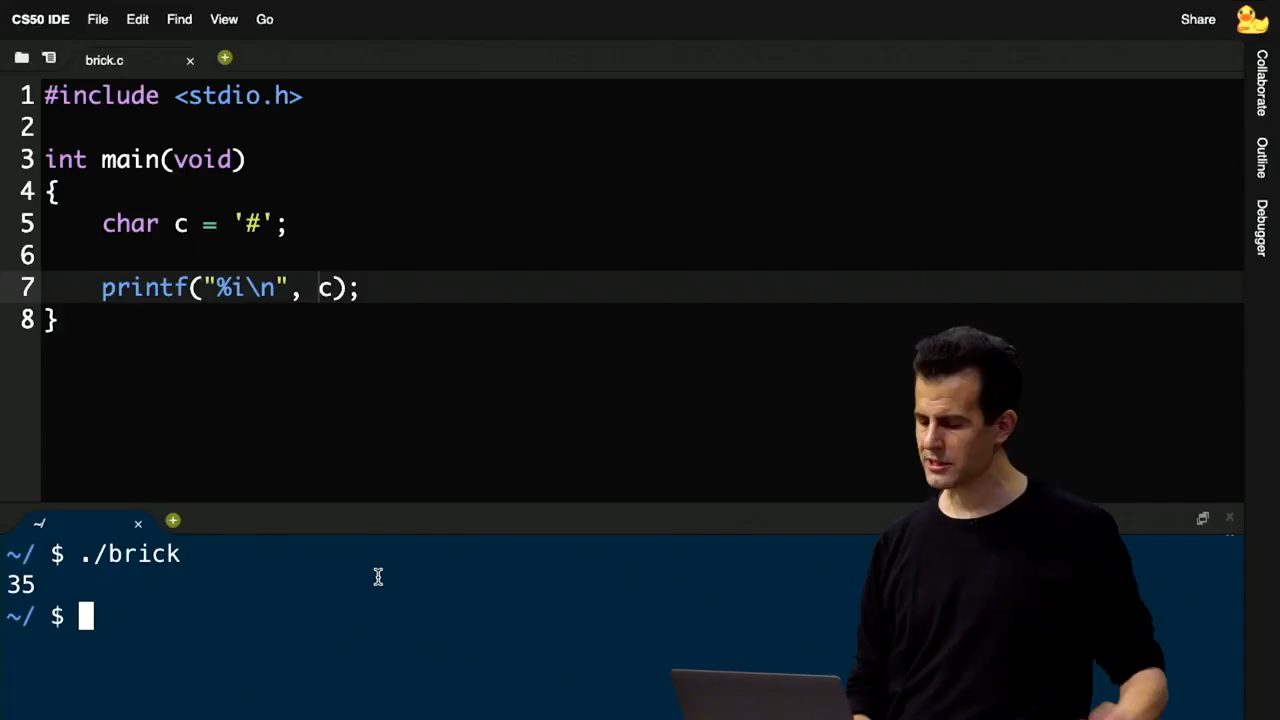 CS50 IDE File Edit Find View Go Share
brick.c
1 #include <stdio.h>
2
3 int main(void)
4 {
5     char c = '#';
6
7     printf("%i\n", c);
8 }
Collaborate
Outline
Debugger
~/
~/ $ ./brick
35
~/ $